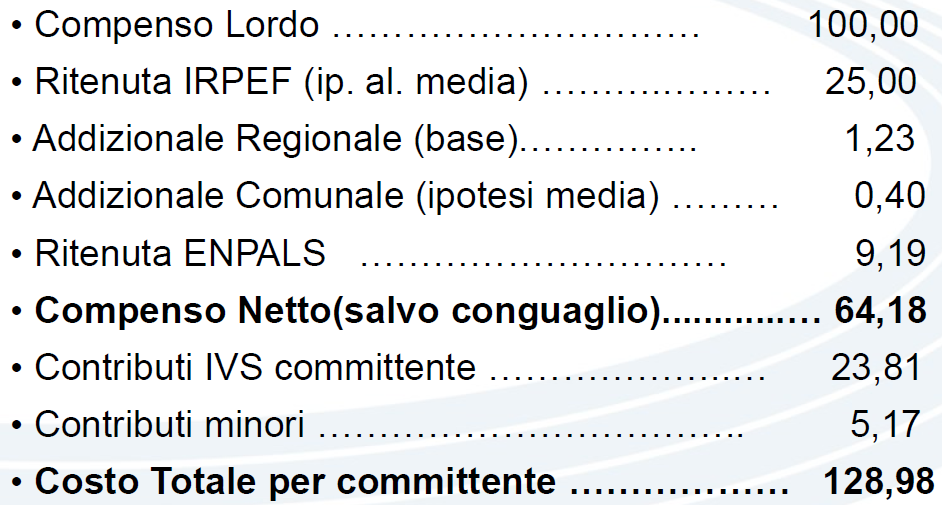 • Compenso Lordo ………………………… 100,00
• Ritenuta IRPEF (ip. al. media) ……….……… 25,00
• Addizionale Regionale (base)…………….. 1,23
• Addizionale Comunale (ipotesi media) ……… 0,40
• Ritenuta ENPALS ………………………… 9,19
• Compenso Netto(salvo conguaglio)..............… 64,18
• Contributi IVS committente …………………..… 23,81
• Contributi minori ……………………………. 5,17
• Costo Totale per committente ……………… 128,98